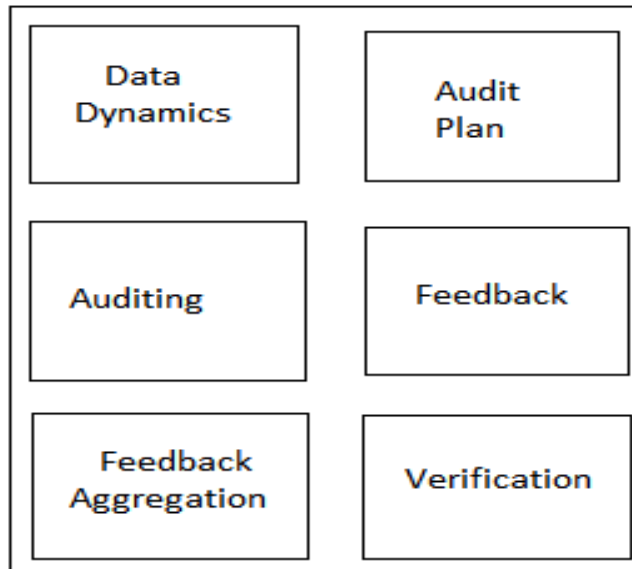 Data
Dynamics
Audit
Plan
Auditing
Feedback
Feedback
Aggregation
Verification